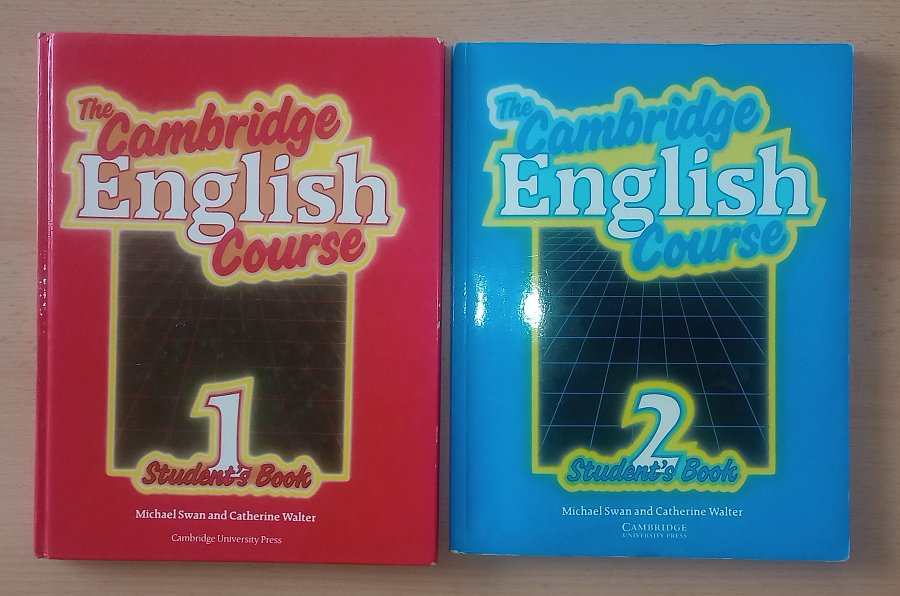 The
Cambridge
English
Course
1
Student's Book
Michael Swan and Catherine Walter
Cambridge University Press
The
Cambridge
English
Course
2
Student's Book
Michael Swan and Catherine Walter
CAMBRIDGE
UNIVERSITY PRESS